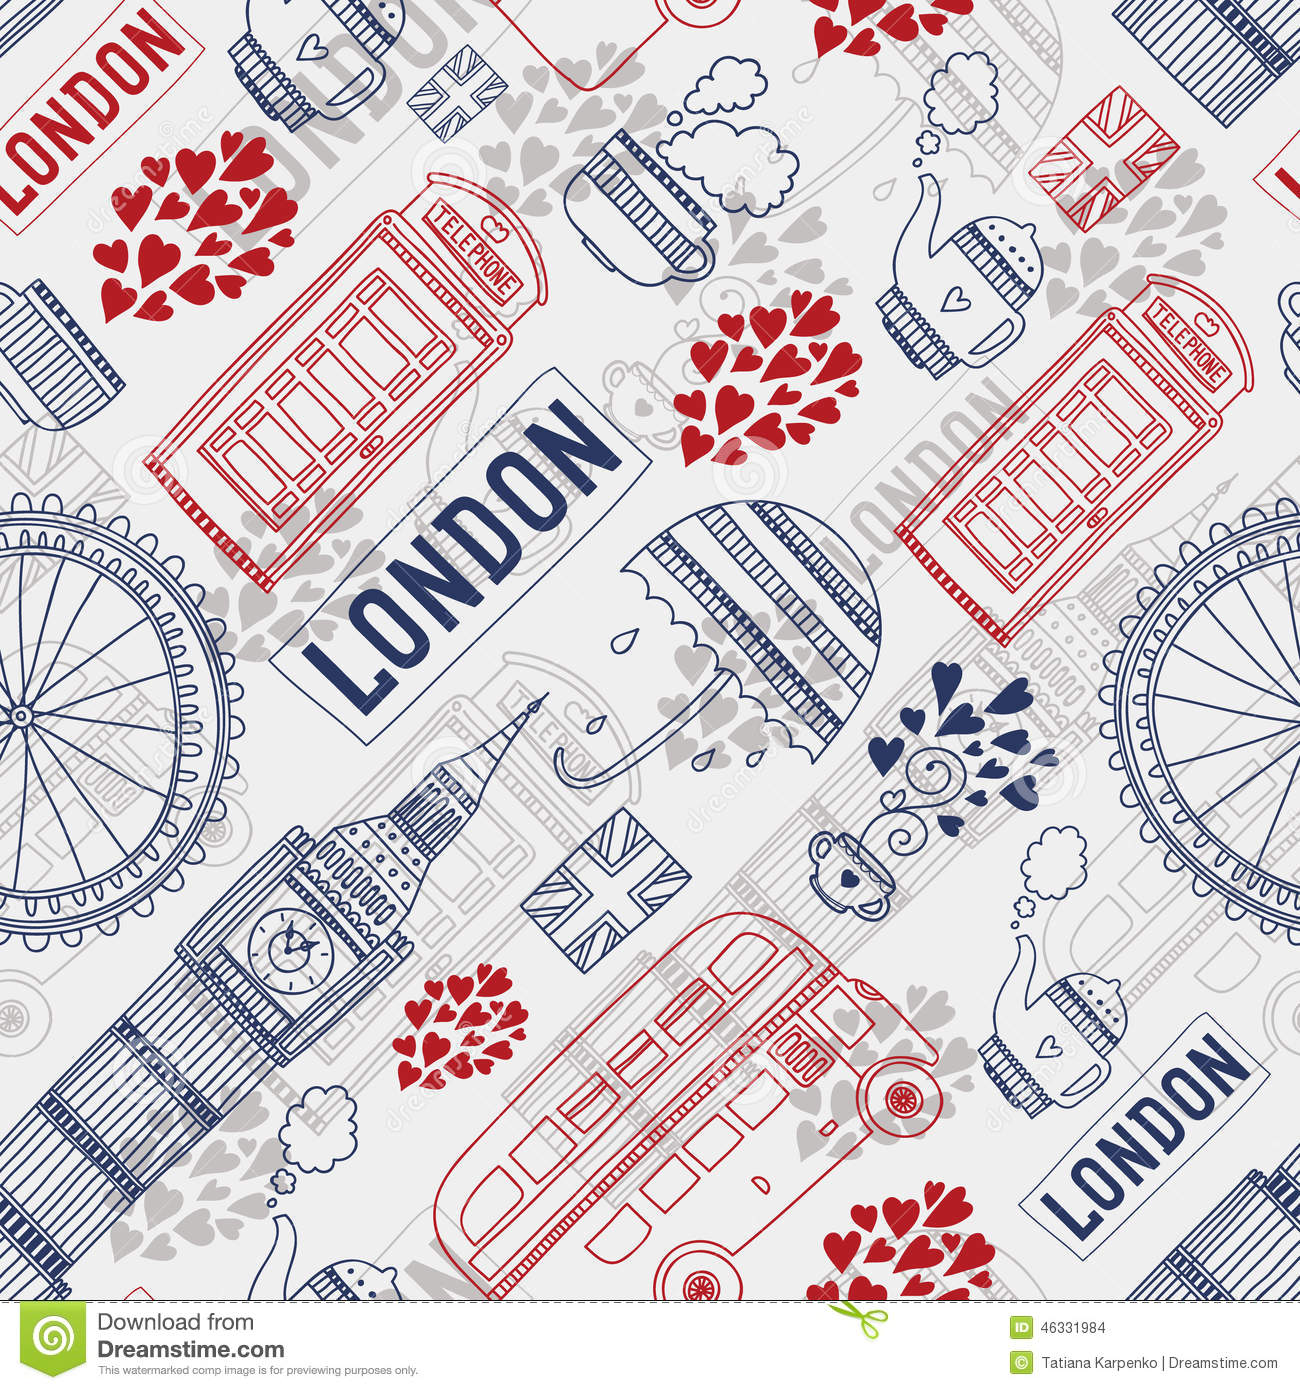 LONDON
LONDON
TELEPHONE
TELEPHONE
LONDON
LONDON
TELEPHONE
LONDON
Download from
Dreamstime.com
This watermarked comp image is for previewing purposes only.
ID 46331984
© Tatiana Karpenko | Dreamstime.com